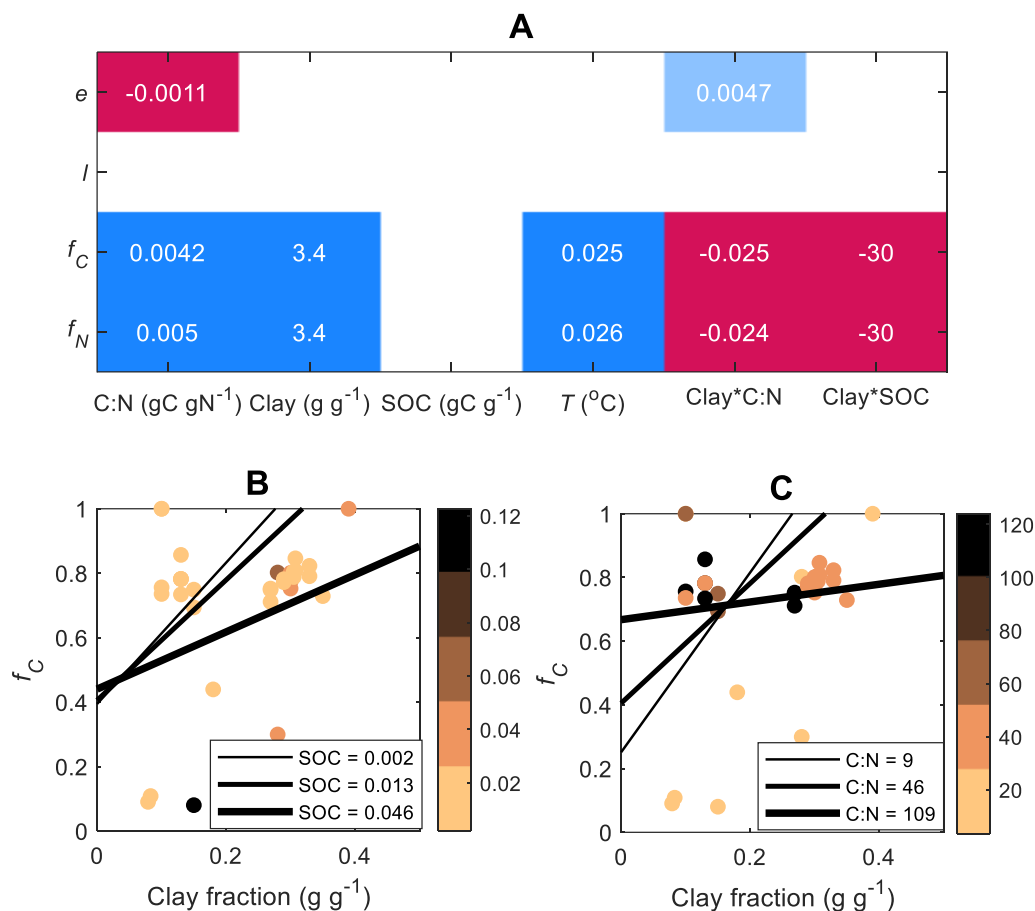 A
e -0.0011 0.0047
l
f_C 0.0042 3.4 0.025 -0.025 -30
f_N 0.005 3.4 0.026 -0.024 -30
C:N (gC gN⁻¹) Clay (g g⁻¹) SOC (gC g⁻¹) T (°C) Clay*C:N Clay*SOC
B
1
0.8
0.6
0.4
0.2
0
f_C
0 0.2 0.4
Clay fraction (g g⁻¹)
SOC = 0.002
SOC = 0.013
SOC = 0.046
0.12
0.1
0.08
0.06
0.04
0.02
C
1
0.8
0.6
0.4
0.2
0
f_C
0 0.2 0.4
Clay fraction (g g⁻¹)
C:N = 9
C:N = 46
C:N = 109
120
100
80
60
40
20